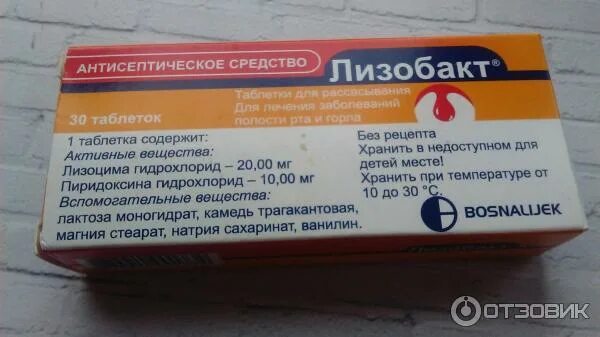 АНТИСЕПТИЧЕСКОЕ СРЕДСТВО
Лизобакт®
30 таблеток
Таблетки для рассасывания
Для лечения заболеваний
полости рта и горла
1 таблетка содержит:
Активные вещества:
Лизоцима гидрохлорид – 20,00 мг
Пиридоксина гидрохлорид – 10,00 мг
Вспомогательные вещества:
лактоза моногидрат, камедь трагакантовая,
магния стеарат, натрия сахаринат, ванилин.
Без рецепта
Хранить в недоступном для
детей месте!
Хранить при температуре от
10 до 30 °C.
BOSNALIJEK
ОТЗОВИК